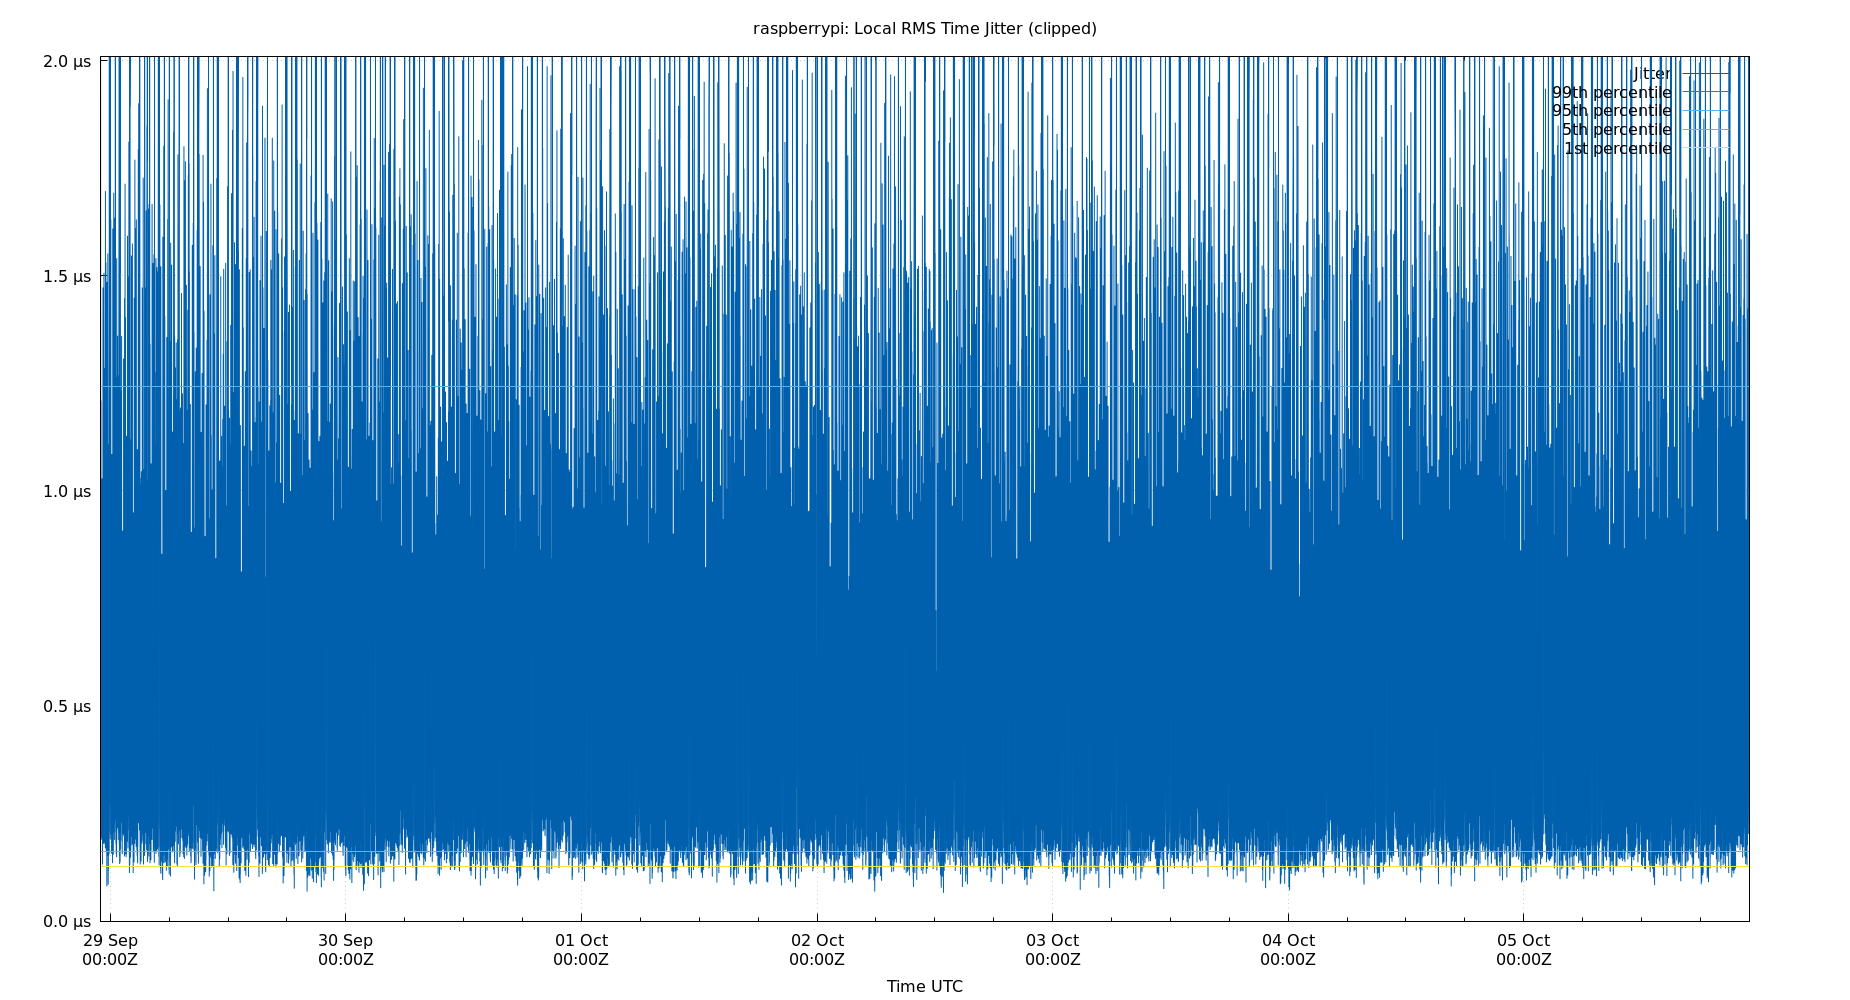 raspberrypi: Local RMS Time Jitter (clipped)
2.0 µs
1.5 µs
1.0 µs
0.5 µs
0.0 µs
Jitter
99th percentile
95th percentile
5th percentile
1st percentile
29 Sep 30 Sep 01 Oct 02 Oct 03 Oct 04 Oct 05 Oct
00:00Z 00:00Z 00:00Z 00:00Z 00:00Z 00:00Z 00:00Z
Time UTC